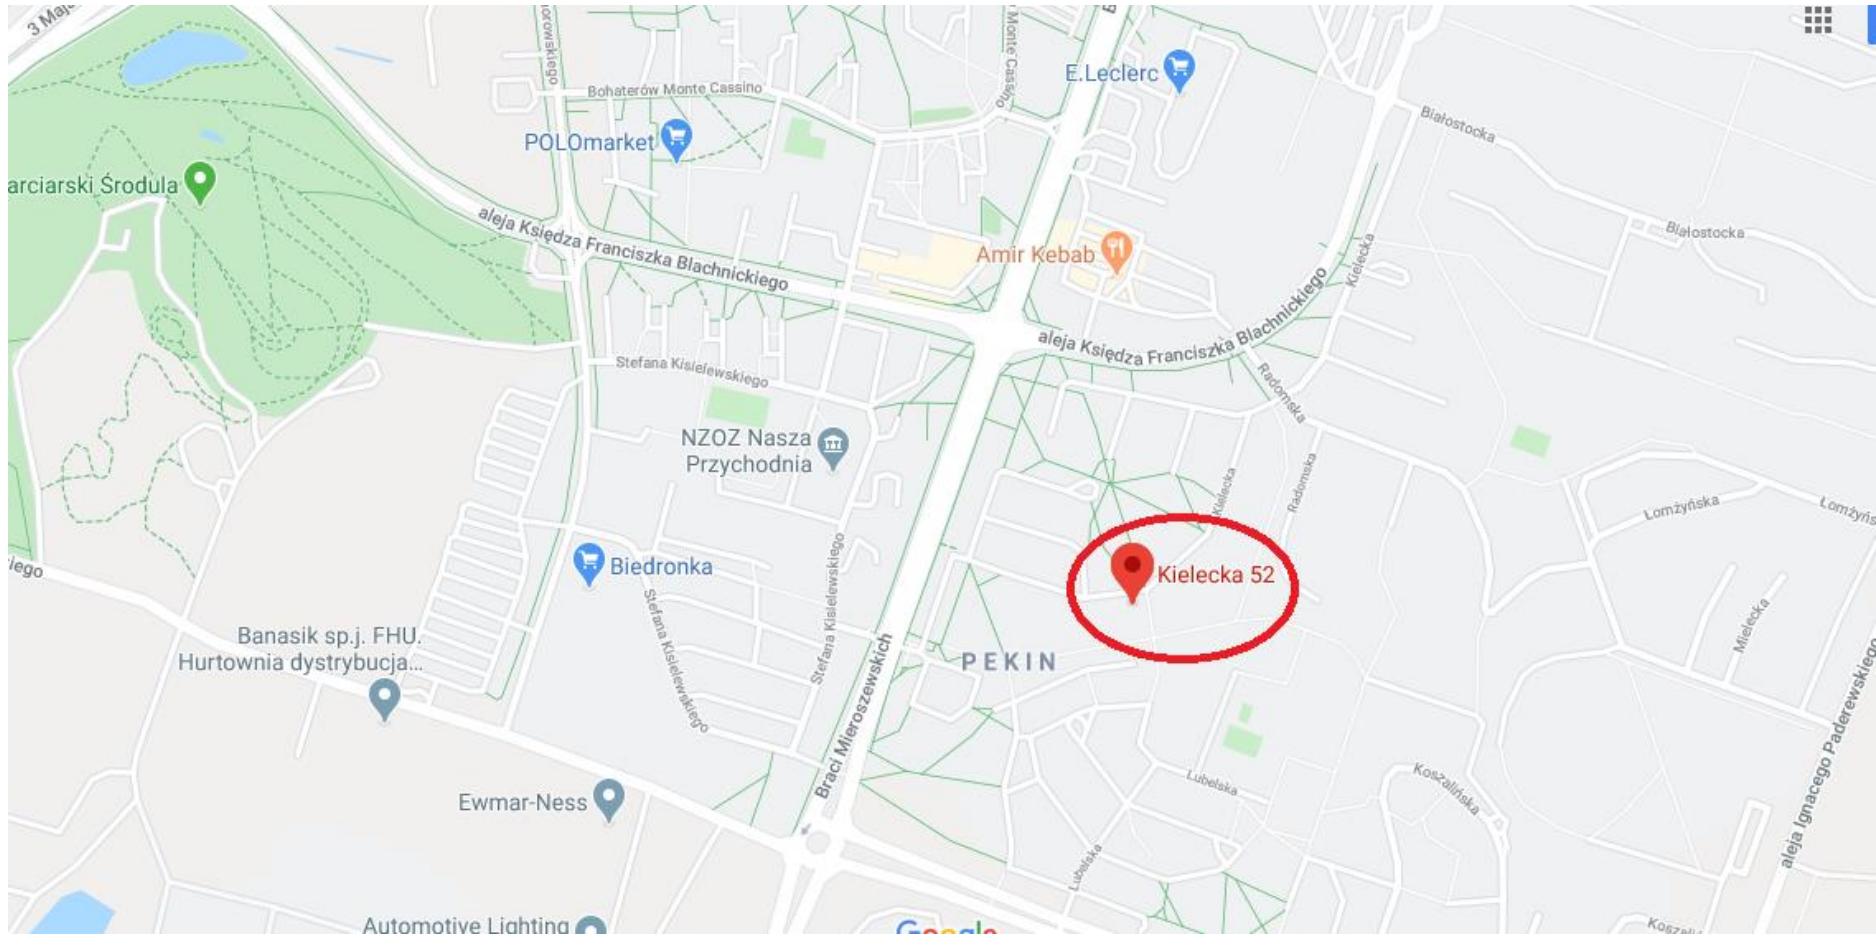 3 Maja
Bohaterów Monte Cassino
Monte Cassino
E.Leclerc
POLOmarket
Białostocka
Białostocka
arciarski Środula
aleja Księdza Franciszka Blachnickiego
Amir Kebab
Kielecka
aleja Księdza Franciszka Blachnickiego
Stefana Kisielewskiego
Radomska
NZOZ Nasza
Przychodnia
Kielecka
Radomska
Łomżyńska
Łomżyńs
iego
Biedronka
Stefana Kisielewskiego
Stefana Kisielewskiego
Kielecka 52
Mielecka
Banasik sp.j. FHU.
Hurtownia dystrybucja...
PEKIN
Braci Mieroszewskich
aleja Ignacego Paderewskiego
Ewmar-Ness
Lubelska
Koszalińska
Lubelska
Automotive Lighting
Google